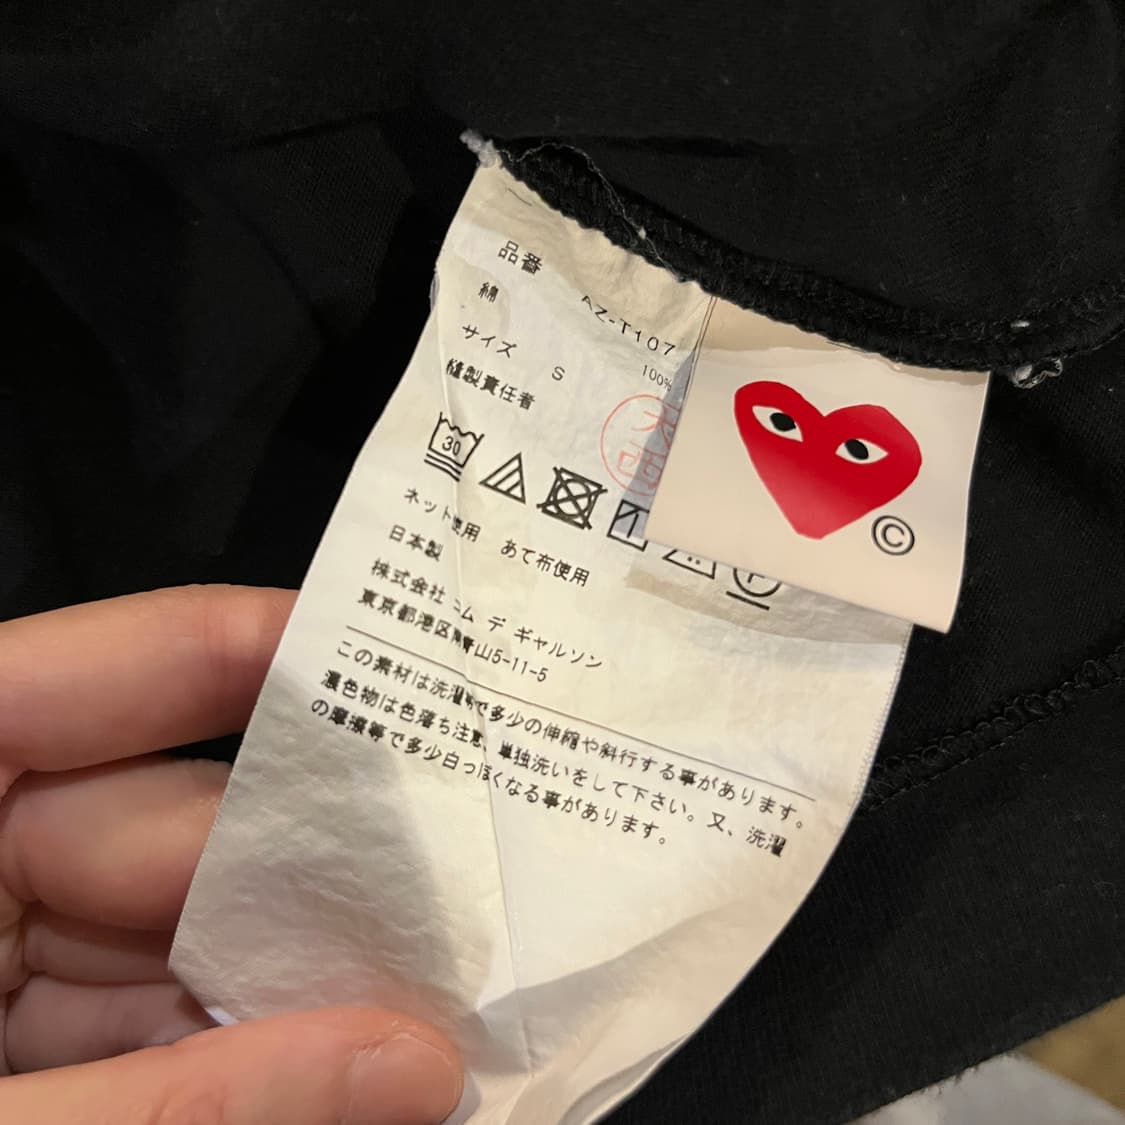 品番 AZ-T107
綿 100%
サイズ S
縫製責任者
30
ネット使用 あて布使用
日本製
株式会社 コム デ ギャルソン
東京都港区南青山5-11-5
この素材は洗濯等で多少の伸縮や斜行する事があります。
濃色物は色落ち注意、単独洗いをして下さい。又、洗濯
の摩擦等で多少白っぽくなる事があります。
©